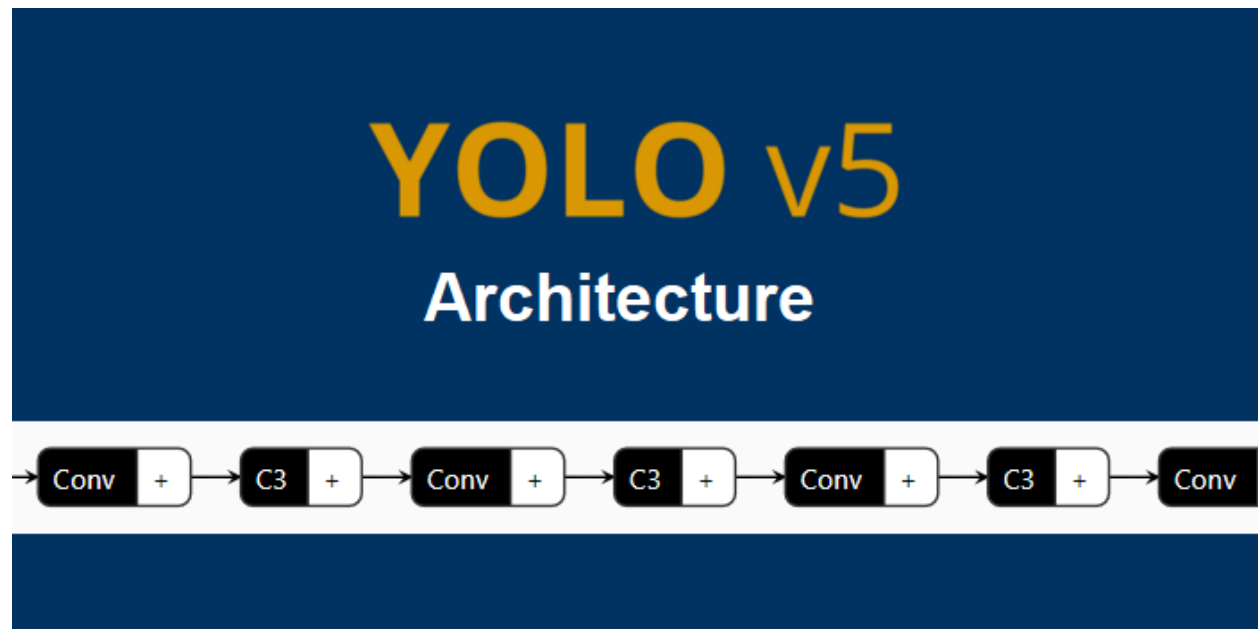 YOLO v5
Architecture
Conv + C3 + Conv + C3 + Conv + C3 + Conv